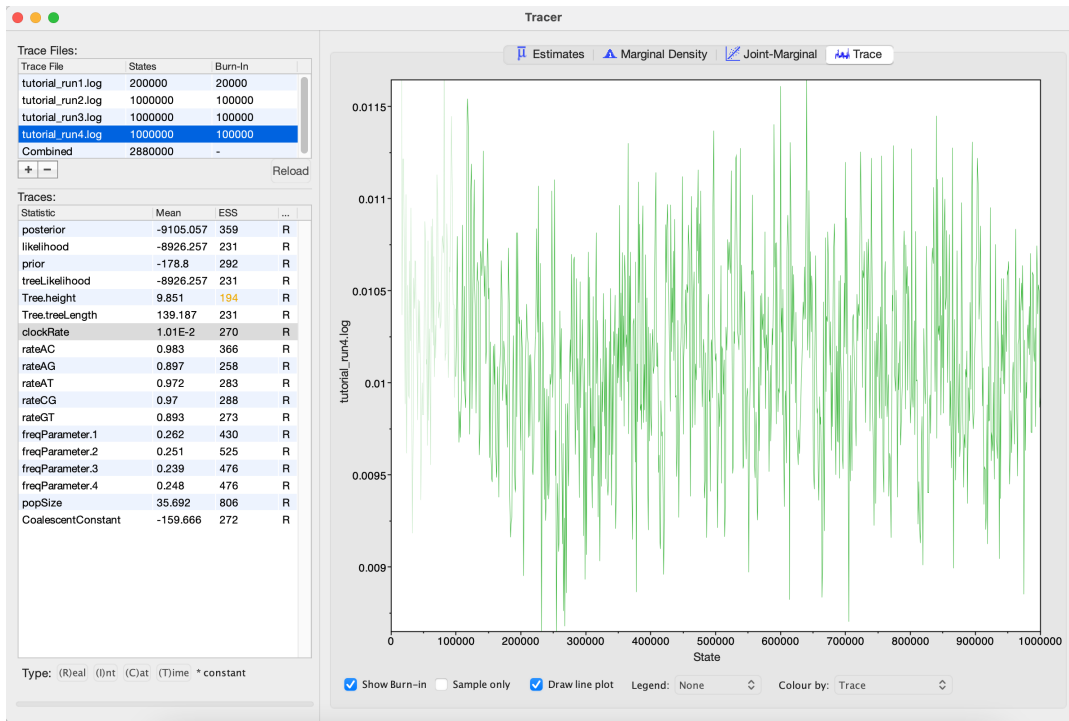 Tracer
Trace Files:
Trace File States Burn-In
tutorial_run1.log 200000 20000
tutorial_run2.log 1000000 100000
tutorial_run3.log 1000000 100000
tutorial_run4.log 1000000 100000
Combined 2880000 -
+ − Reload
Traces:
Statistic Mean ESS ...
posterior -9105.057 359 R
likelihood -8926.257 231 R
prior -178.8 292 R
treeLikelihood -8926.257 231 R
Tree.height 9.851 194 R
Tree.treeLength 139.187 231 R
clockRate 1.01E-2 270 R
rateAC 0.983 366 R
rateAG 0.897 258 R
rateAT 0.972 283 R
rateCG 0.97 288 R
rateGT 0.893 273 R
freqParameter.1 0.262 430 R
freqParameter.2 0.251 525 R
freqParameter.3 0.239 476 R
freqParameter.4 0.248 476 R
popSize 35.692 806 R
CoalescentConstant -159.666 272 R
Type: (R)eal (I)nt (C)at (T)ime * constant
μ Estimates Marginal Density Joint-Marginal Trace
0.0115
0.011
0.0105
0.01
0.0095
0.009
tutorial_run4.log
0 100000 200000 300000 400000 500000 600000 700000 800000 900000 1000000
State
Show Burn-in Sample only Draw line plot Legend: None Colour by: Trace